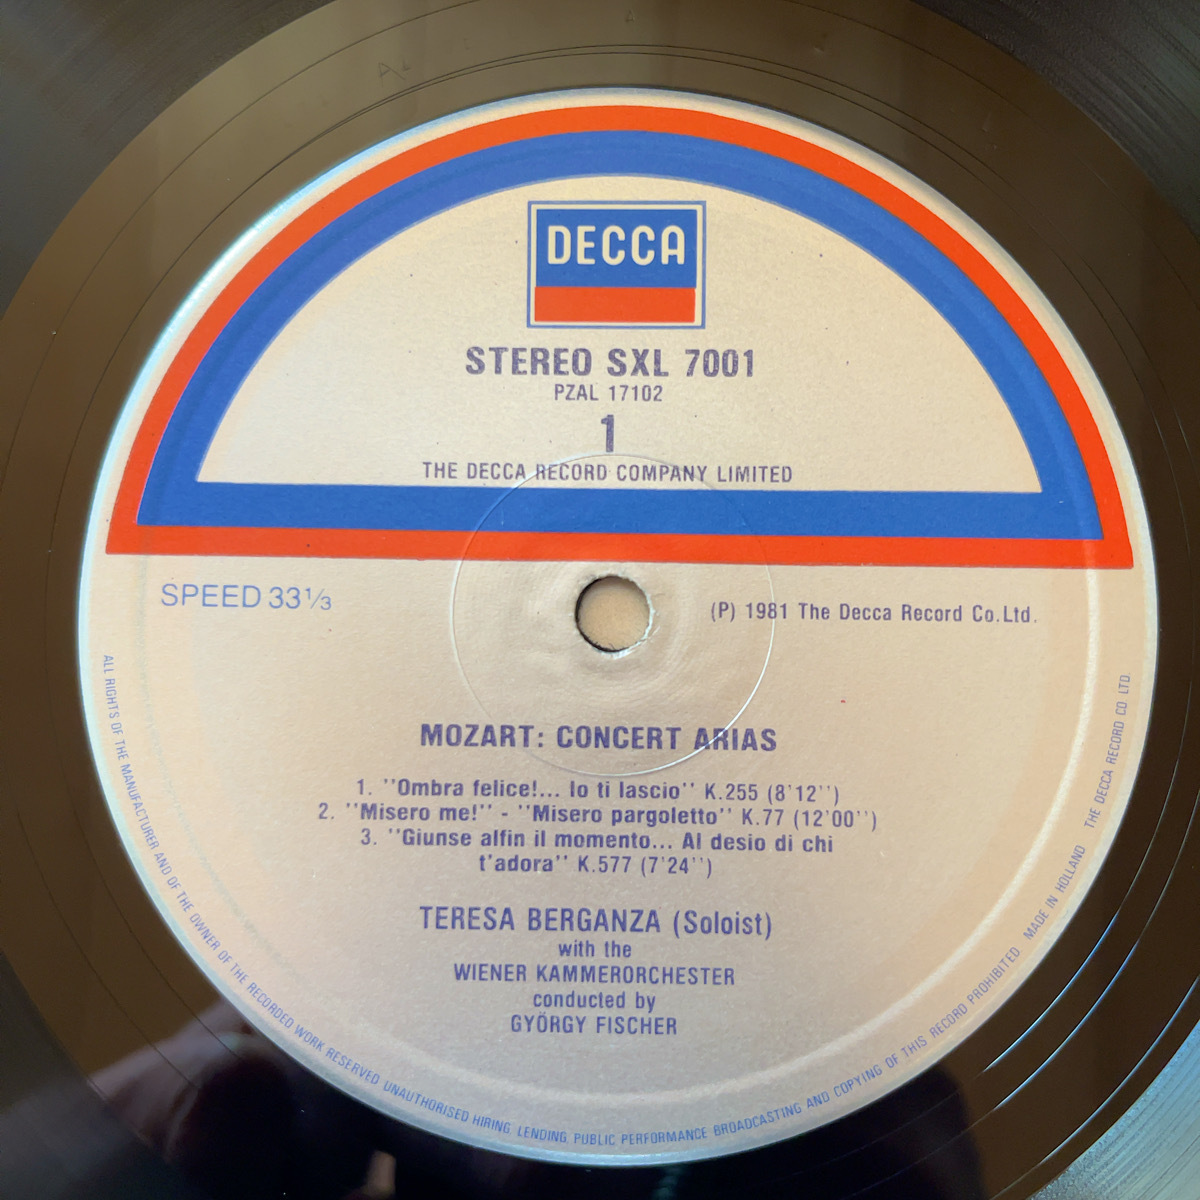 AL
DECCA
STEREO SXL 7001
PZAL 17102
1
THE DECCA RECORD COMPANY LIMITED
SPEED 33⅓
(P) 1981 The Decca Record Co.Ltd.
MOZART: CONCERT ARIAS
1. "Ombra felice!... Io ti lascio" K.255 (8'12")
2. "Misero me!" - "Misero pargoletto" K.77 (12'00")
3. "Giunse alfin il momento... Al desio di chi
t'adora" K.577 (7'24")
TERESA BERGANZA (Soloist)
with the
WIENER KAMMERORCHESTER
conducted by
GYÖRGY FISCHER
ALL RIGHTS OF THE MANUFACTURER AND OF THE OWNER OF THE RECORDED WORK RESERVED UNAUTHORISED HIRING, LENDING, PUBLIC PERFORMANCE BROADCASTING AND COPYING OF THIS RECORD PROHIBITED MADE IN HOLLAND THE DECCA RECORD CO LTD.